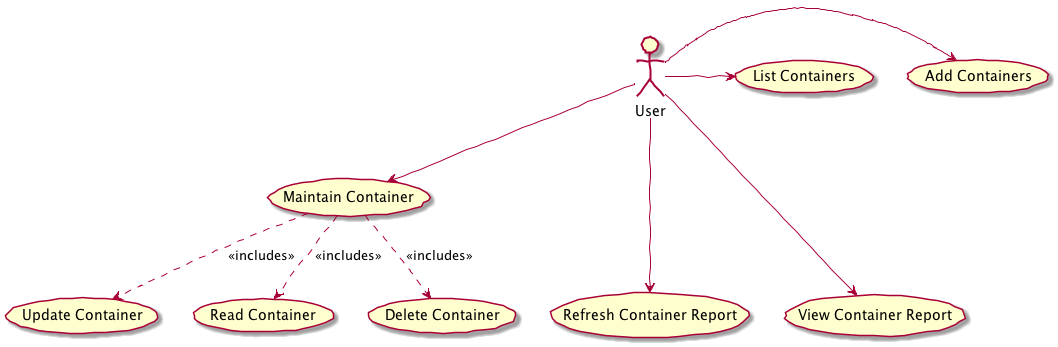 List Containers
Add Containers
User
Maintain Container
«includes»
«includes»
«includes»
Update Container
Read Container
Delete Container
Refresh Container Report
View Container Report